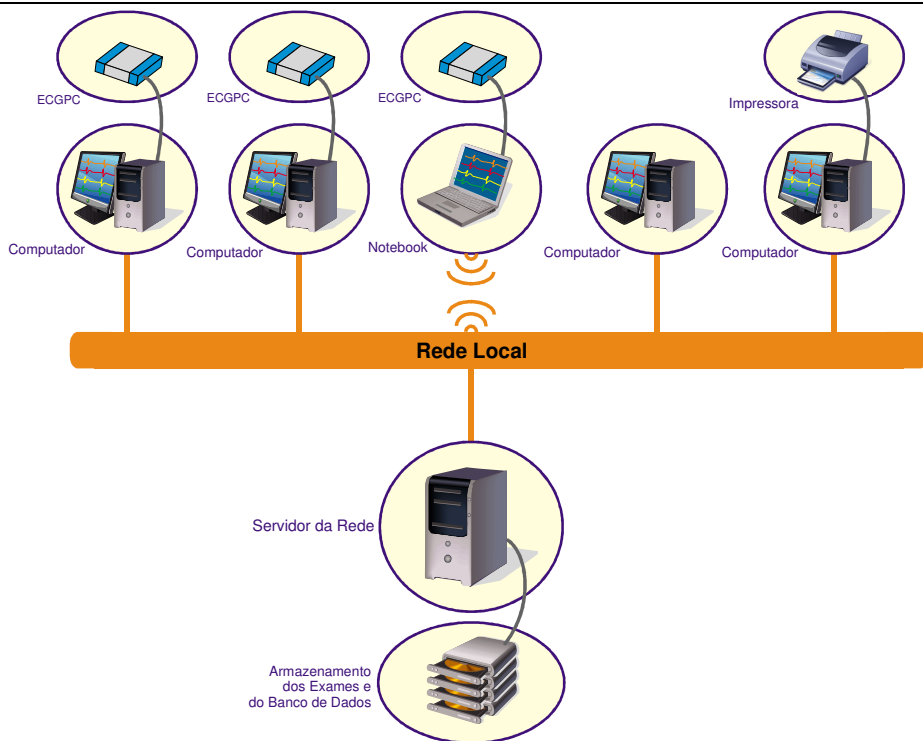 ECGPC
ECGPC
ECGPC
Impressora
Computador
Computador
Notebook
Computador
Computador
Rede Local
Servidor da Rede
Armazenamento
dos Exames e
do Banco de Dados